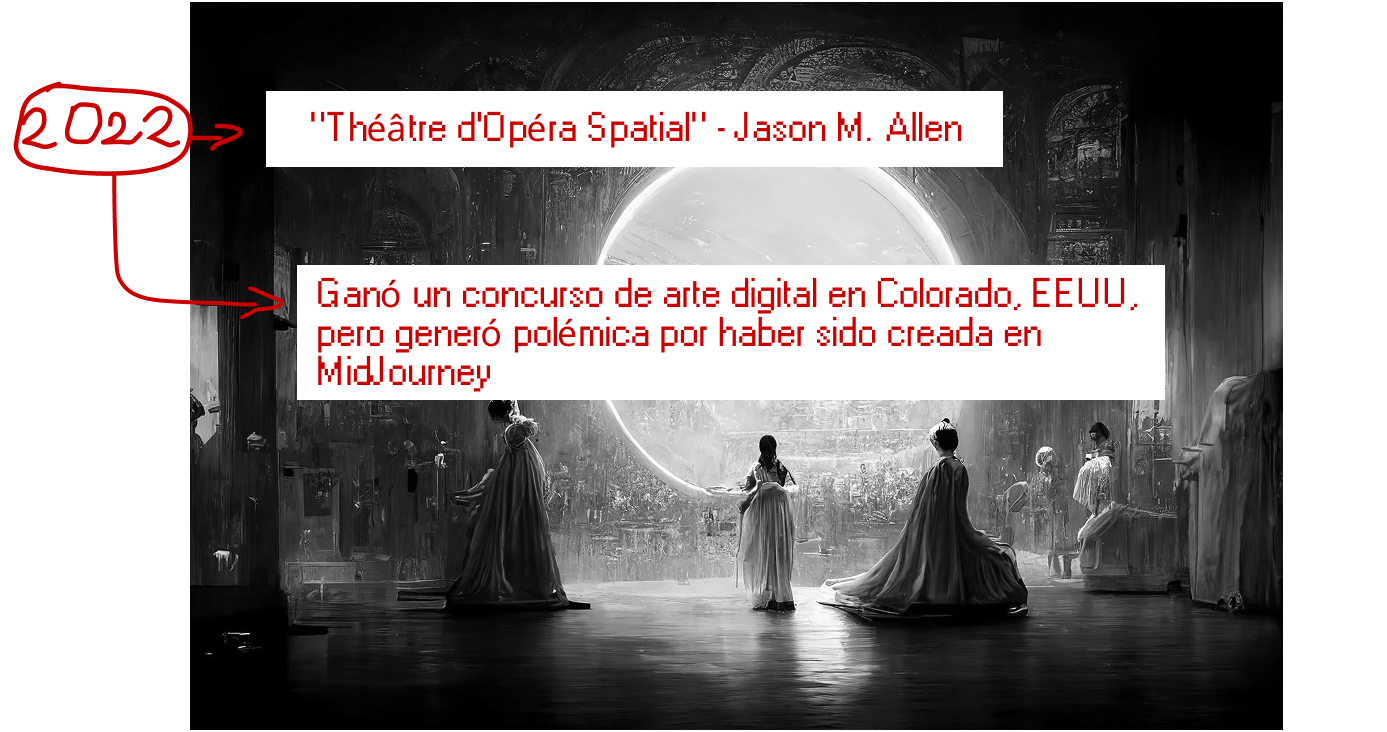 2022
"Théâtre d'Opéra Spatial" - Jason M. Allen
Ganó un concurso de arte digital en Colorado, EEUU,
pero generó polémica por haber sido creada en
MidJourney